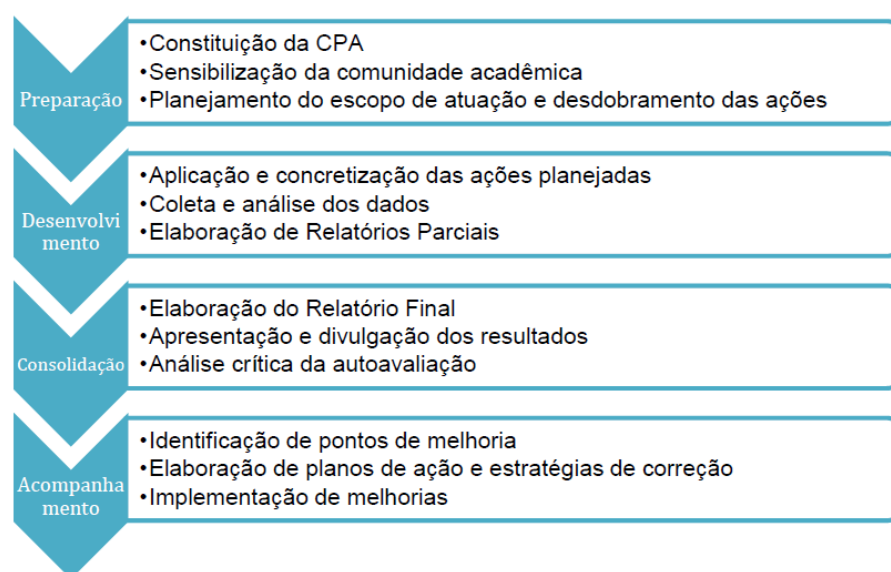 Preparação
•Constituição da CPA
•Sensibilização da comunidade acadêmica
•Planejamento do escopo de atuação e desdobramento das ações
Desenvolvi
mento
•Aplicação e concretização das ações planejadas
•Coleta e análise dos dados
•Elaboração de Relatórios Parciais
Consolidação
•Elaboração do Relatório Final
•Apresentação e divulgação dos resultados
•Análise crítica da autoavaliação
Acompanha
mento
•Identificação de pontos de melhoria
•Elaboração de planos de ação e estratégias de correção
•Implementação de melhorias